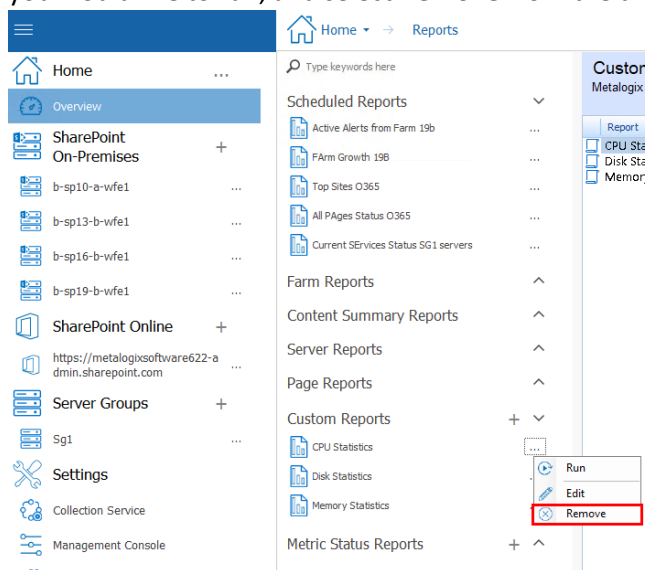 Home
...
Overview
SharePoint
On-Premises
+
b-sp10-a-wfe1
...
b-sp13-b-wfe1
...
b-sp16-b-wfe1
...
b-sp19-b-wfe1
...
SharePoint Online
+
https://metalogixsoftware622-a
dmin.sharepoint.com
...
Server Groups
+
Sg1
...
Settings
Collection Service
Management Console
Home → Reports
Type keywords here
Scheduled Reports
Active Alerts from Farm 19b
...
FArm Growth 19B
...
Top Sites O365
...
All PAges Status O365
...
Current SErvices Status SG1 servers
...
Farm Reports
Content Summary Reports
Server Reports
Page Reports
Custom Reports
+
CPU Statistics
...
Disk Statistics
Memory Statistics
Metric Status Reports
+
Run
Edit
Remove
Custo
Metalogix
Report
CPU Sta
Disk Sta
Memor